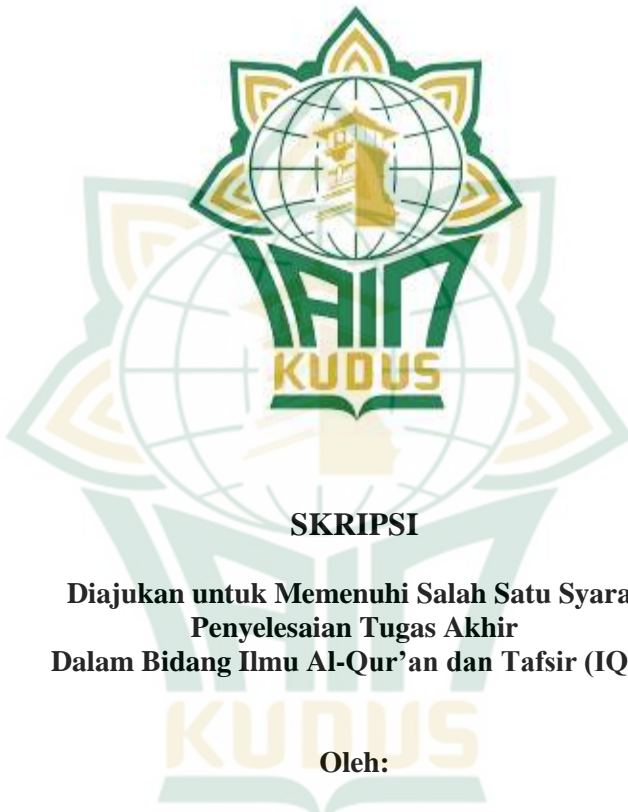 IAIN
KUDUS
SKRIPSI
Diajukan untuk Memenuhi Salah Satu Syara
Penyelesaian Tugas Akhir
Dalam Bidang Ilmu Al-Qur’an dan Tafsir (IQ
KUDUS
Oleh: